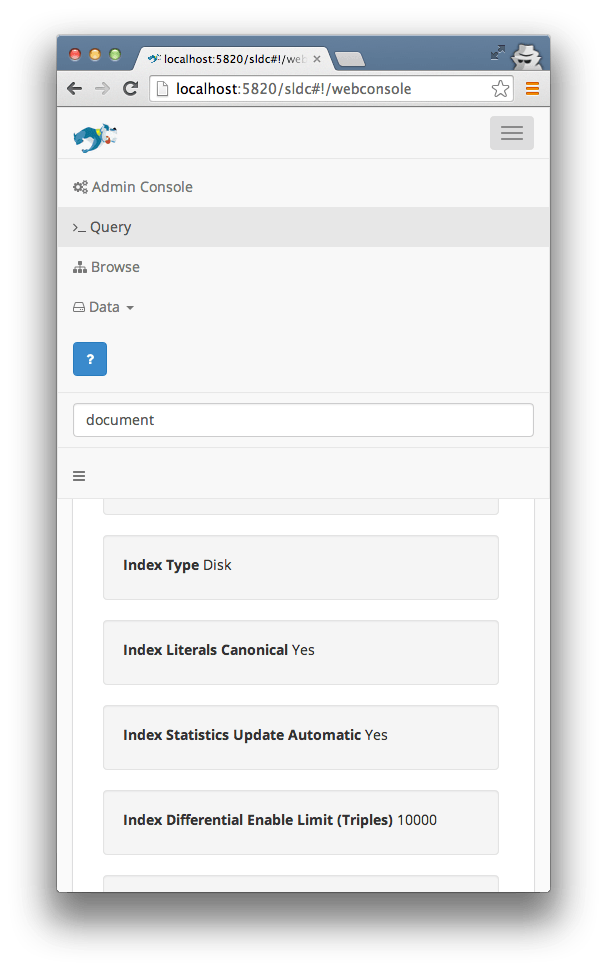 localhost:5820/sldc#!/web
localhost:5820/sldc#!/webconsole
Admin Console
Query
Browse
Data
?
document
Index Type Disk
Index Literals Canonical Yes
Index Statistics Update Automatic Yes
Index Differential Enable Limit (Triples) 10000